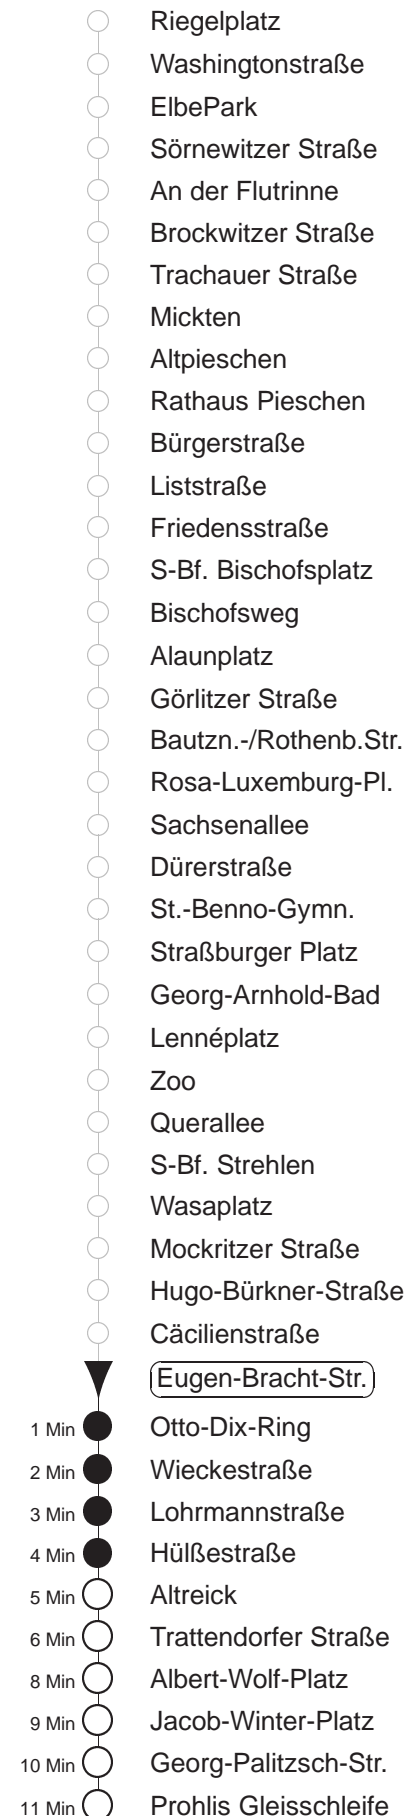 Riegelplatz
Washingtonstraße
ElbePark
Sörnewitzer Straße
An der Flutrinne
Brockwitzer Straße
Trachauer Straße
Mickten
Altpieschen
Rathaus Pieschen
Bürgerstraße
Liststraße
Friedensstraße
S-Bf. Bischofsplatz
Bischofsweg
Alaunplatz
Görlitzer Straße
Bautzn.-/Rothenb.Str.
Rosa-Luxemburg-Pl.
Sachsenallee
Dürerstraße
St.-Benno-Gymn.
Straßburger Platz
Georg-Arnhold-Bad
Lennéplatz
Zoo
Querallee
S-Bf. Strehlen
Wasaplatz
Mockritzer Straße
Hugo-Bürkner-Straße
Cäcilienstraße
Eugen-Bracht-Str.
1 Min Otto-Dix-Ring
2 Min Wieckestraße
3 Min Lohrmannstraße
4 Min Hülßestraße
5 Min Altreick
6 Min Trattendorfer Straße
8 Min Albert-Wolf-Platz
9 Min Jacob-Winter-Platz
10 Min Georg-Palitzsch-Str.
11 Min Prohlis Gleisschleife